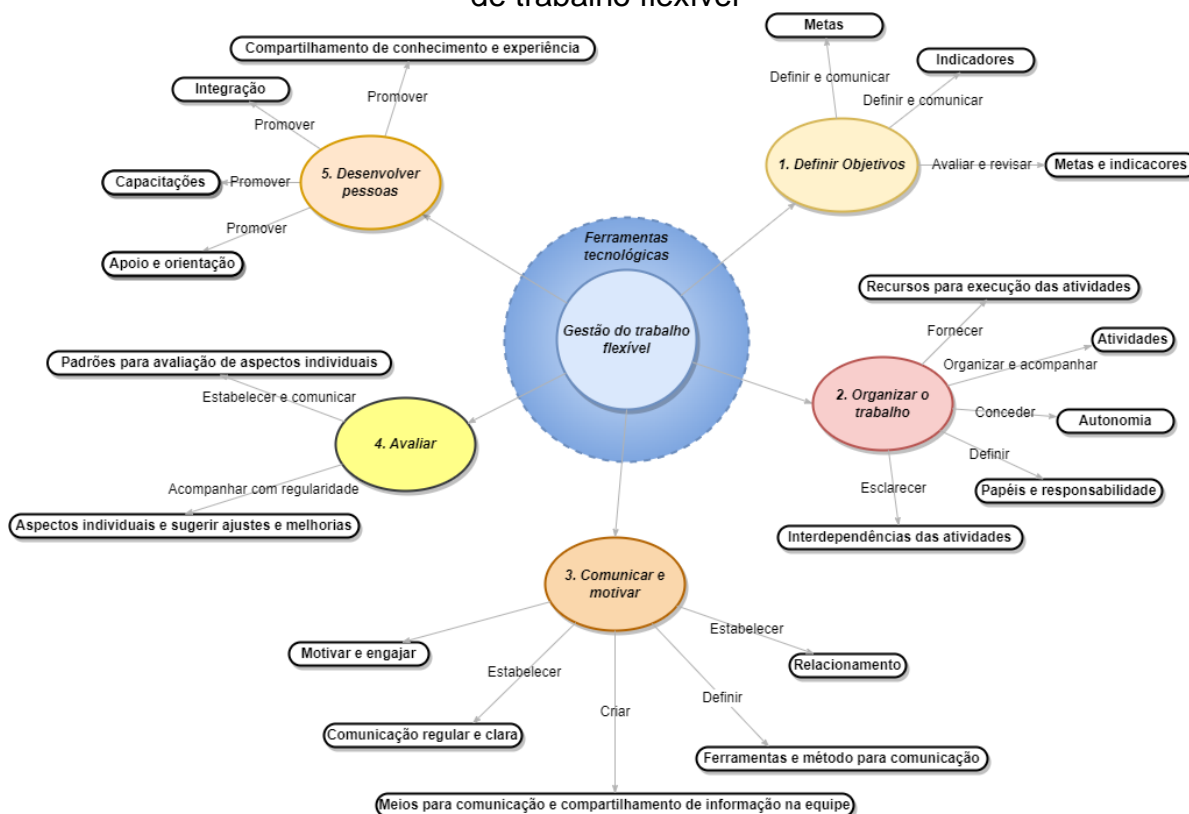 de trabalho flexível
Metas
Definir e comunicar
Indicadores
Definir e comunicar
1. Definir Objetivos
Avaliar e revisar
Metas e indicacores
Compartilhamento de conhecimento e experiência
Promover
Integração
Promover
5. Desenvolver
pessoas
Capacitações
Promover
Promover
Apoio e orientação
Ferramentas
tecnológicas
Gestão do trabalho
flexível
Recursos para execução das atividades
Fornecer
Atividades
Organizar e acompanhar
2. Organizar o
trabalho
Conceder
Autonomia
Definir
Papéis e responsabilidade
Esclarecer
Interdependências das atividades
Padrões para avaliação de aspectos individuais
Estabelecer e comunicar
4. Avaliar
Acompanhar com regularidade
Aspectos individuais e sugerir ajustes e melhorias
3. Comunicar e
motivar
Motivar e engajar
Estabelecer
Comunicação regular e clara
Criar
Meios para comunicação e compartilhamento de informação na equipe
Definir
Ferramentas e método para comunicação
Estabelecer
Relacionamento